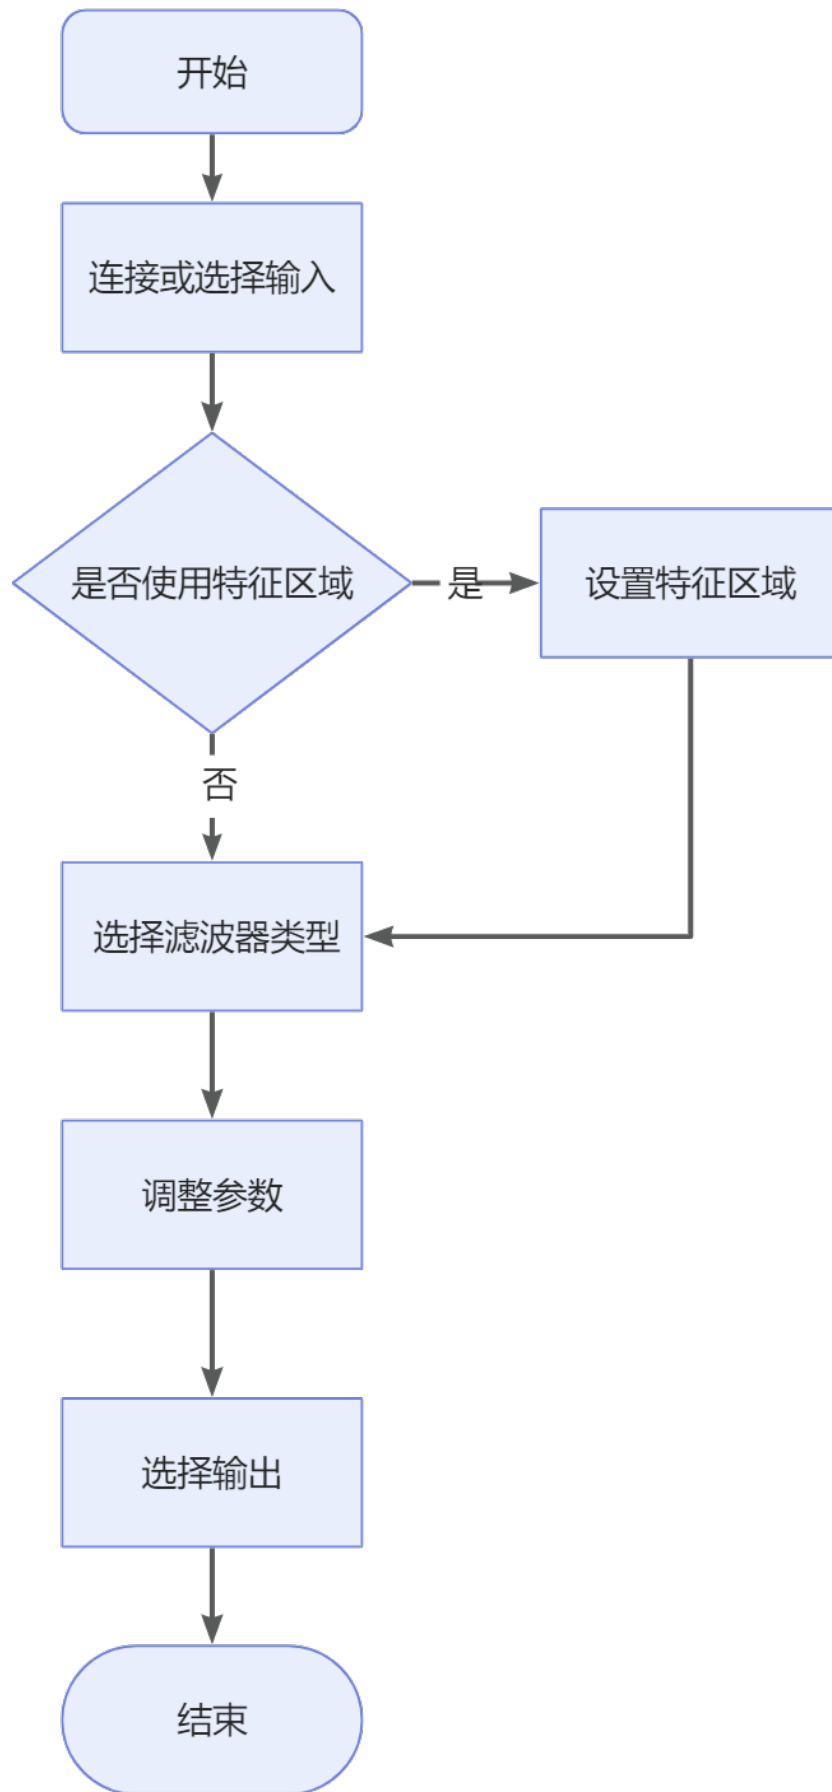 开始
连接或选择输入
是否使用特征区域
是
设置特征区域
否
选择滤波器类型
调整参数
选择输出
结束